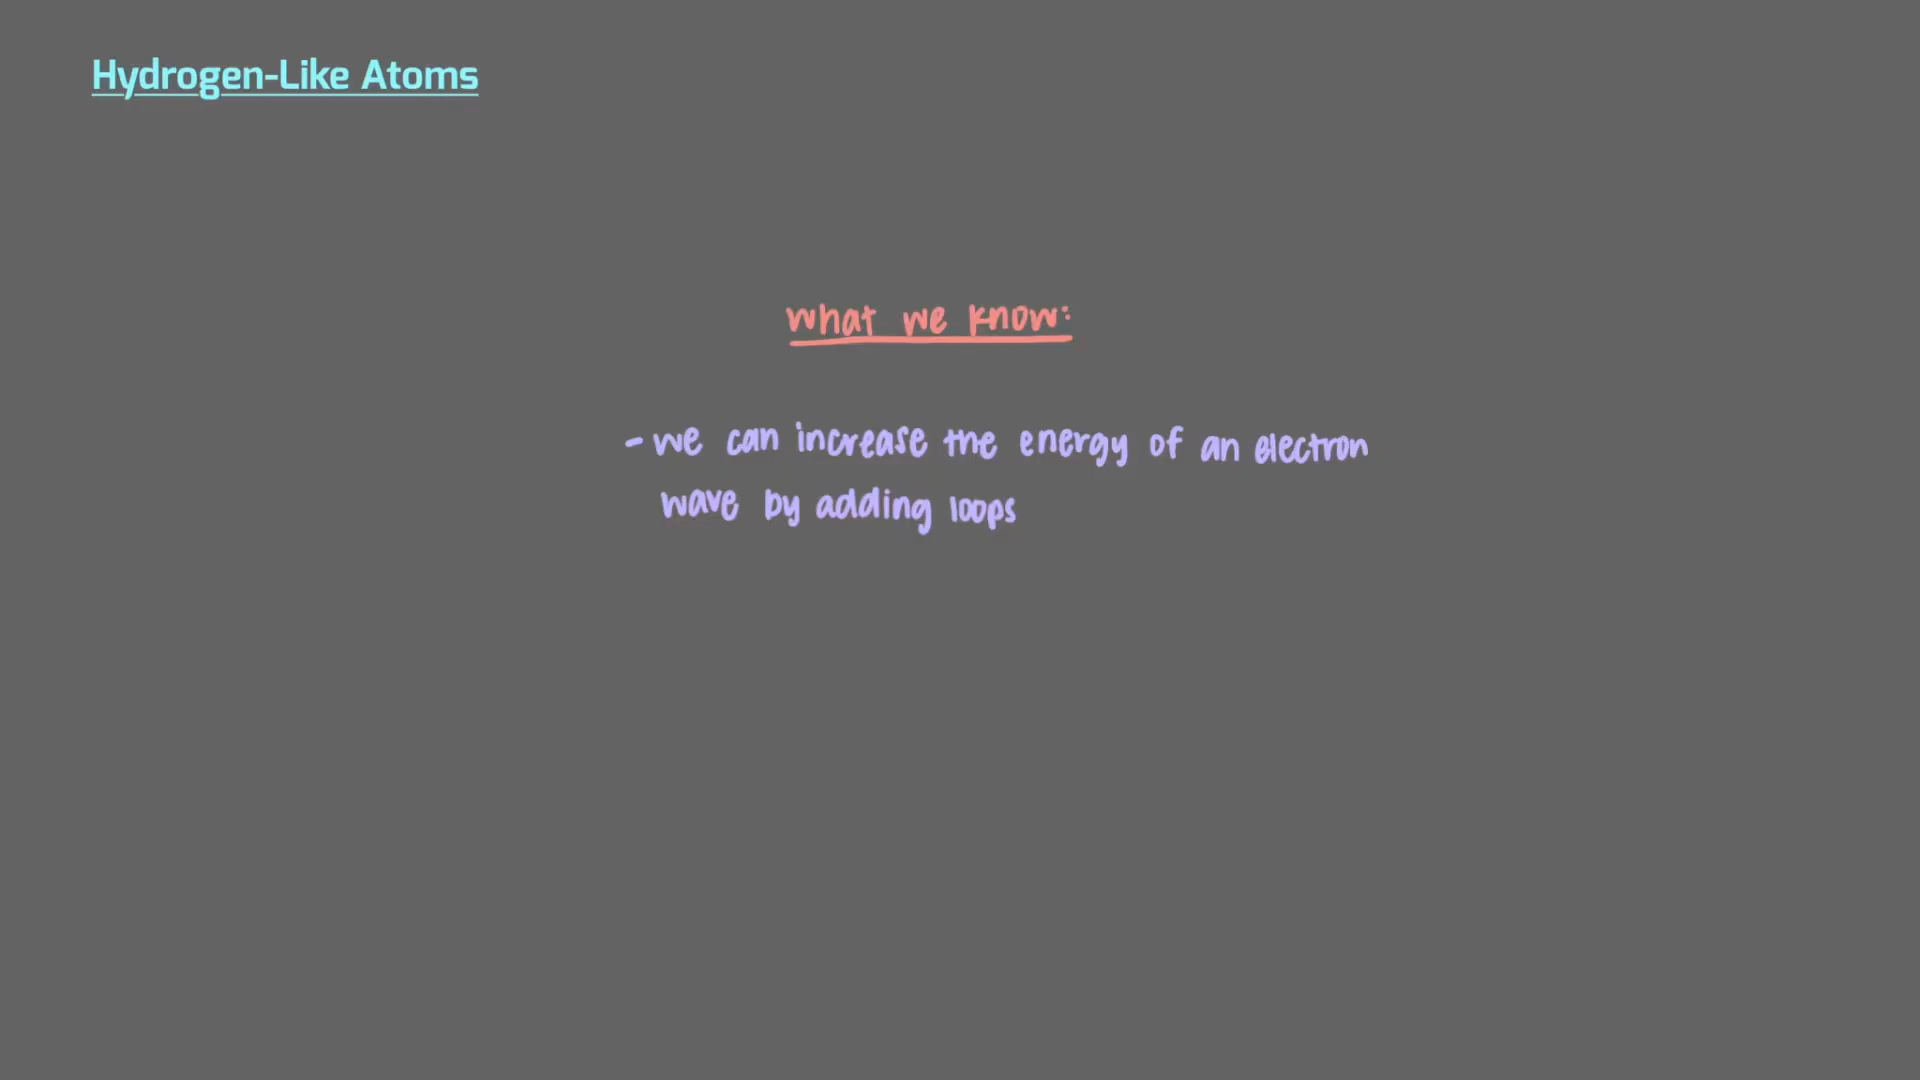 Hydrogen-Like Atoms
what we know:
- we can increase the energy of an electron
wave by adding loops